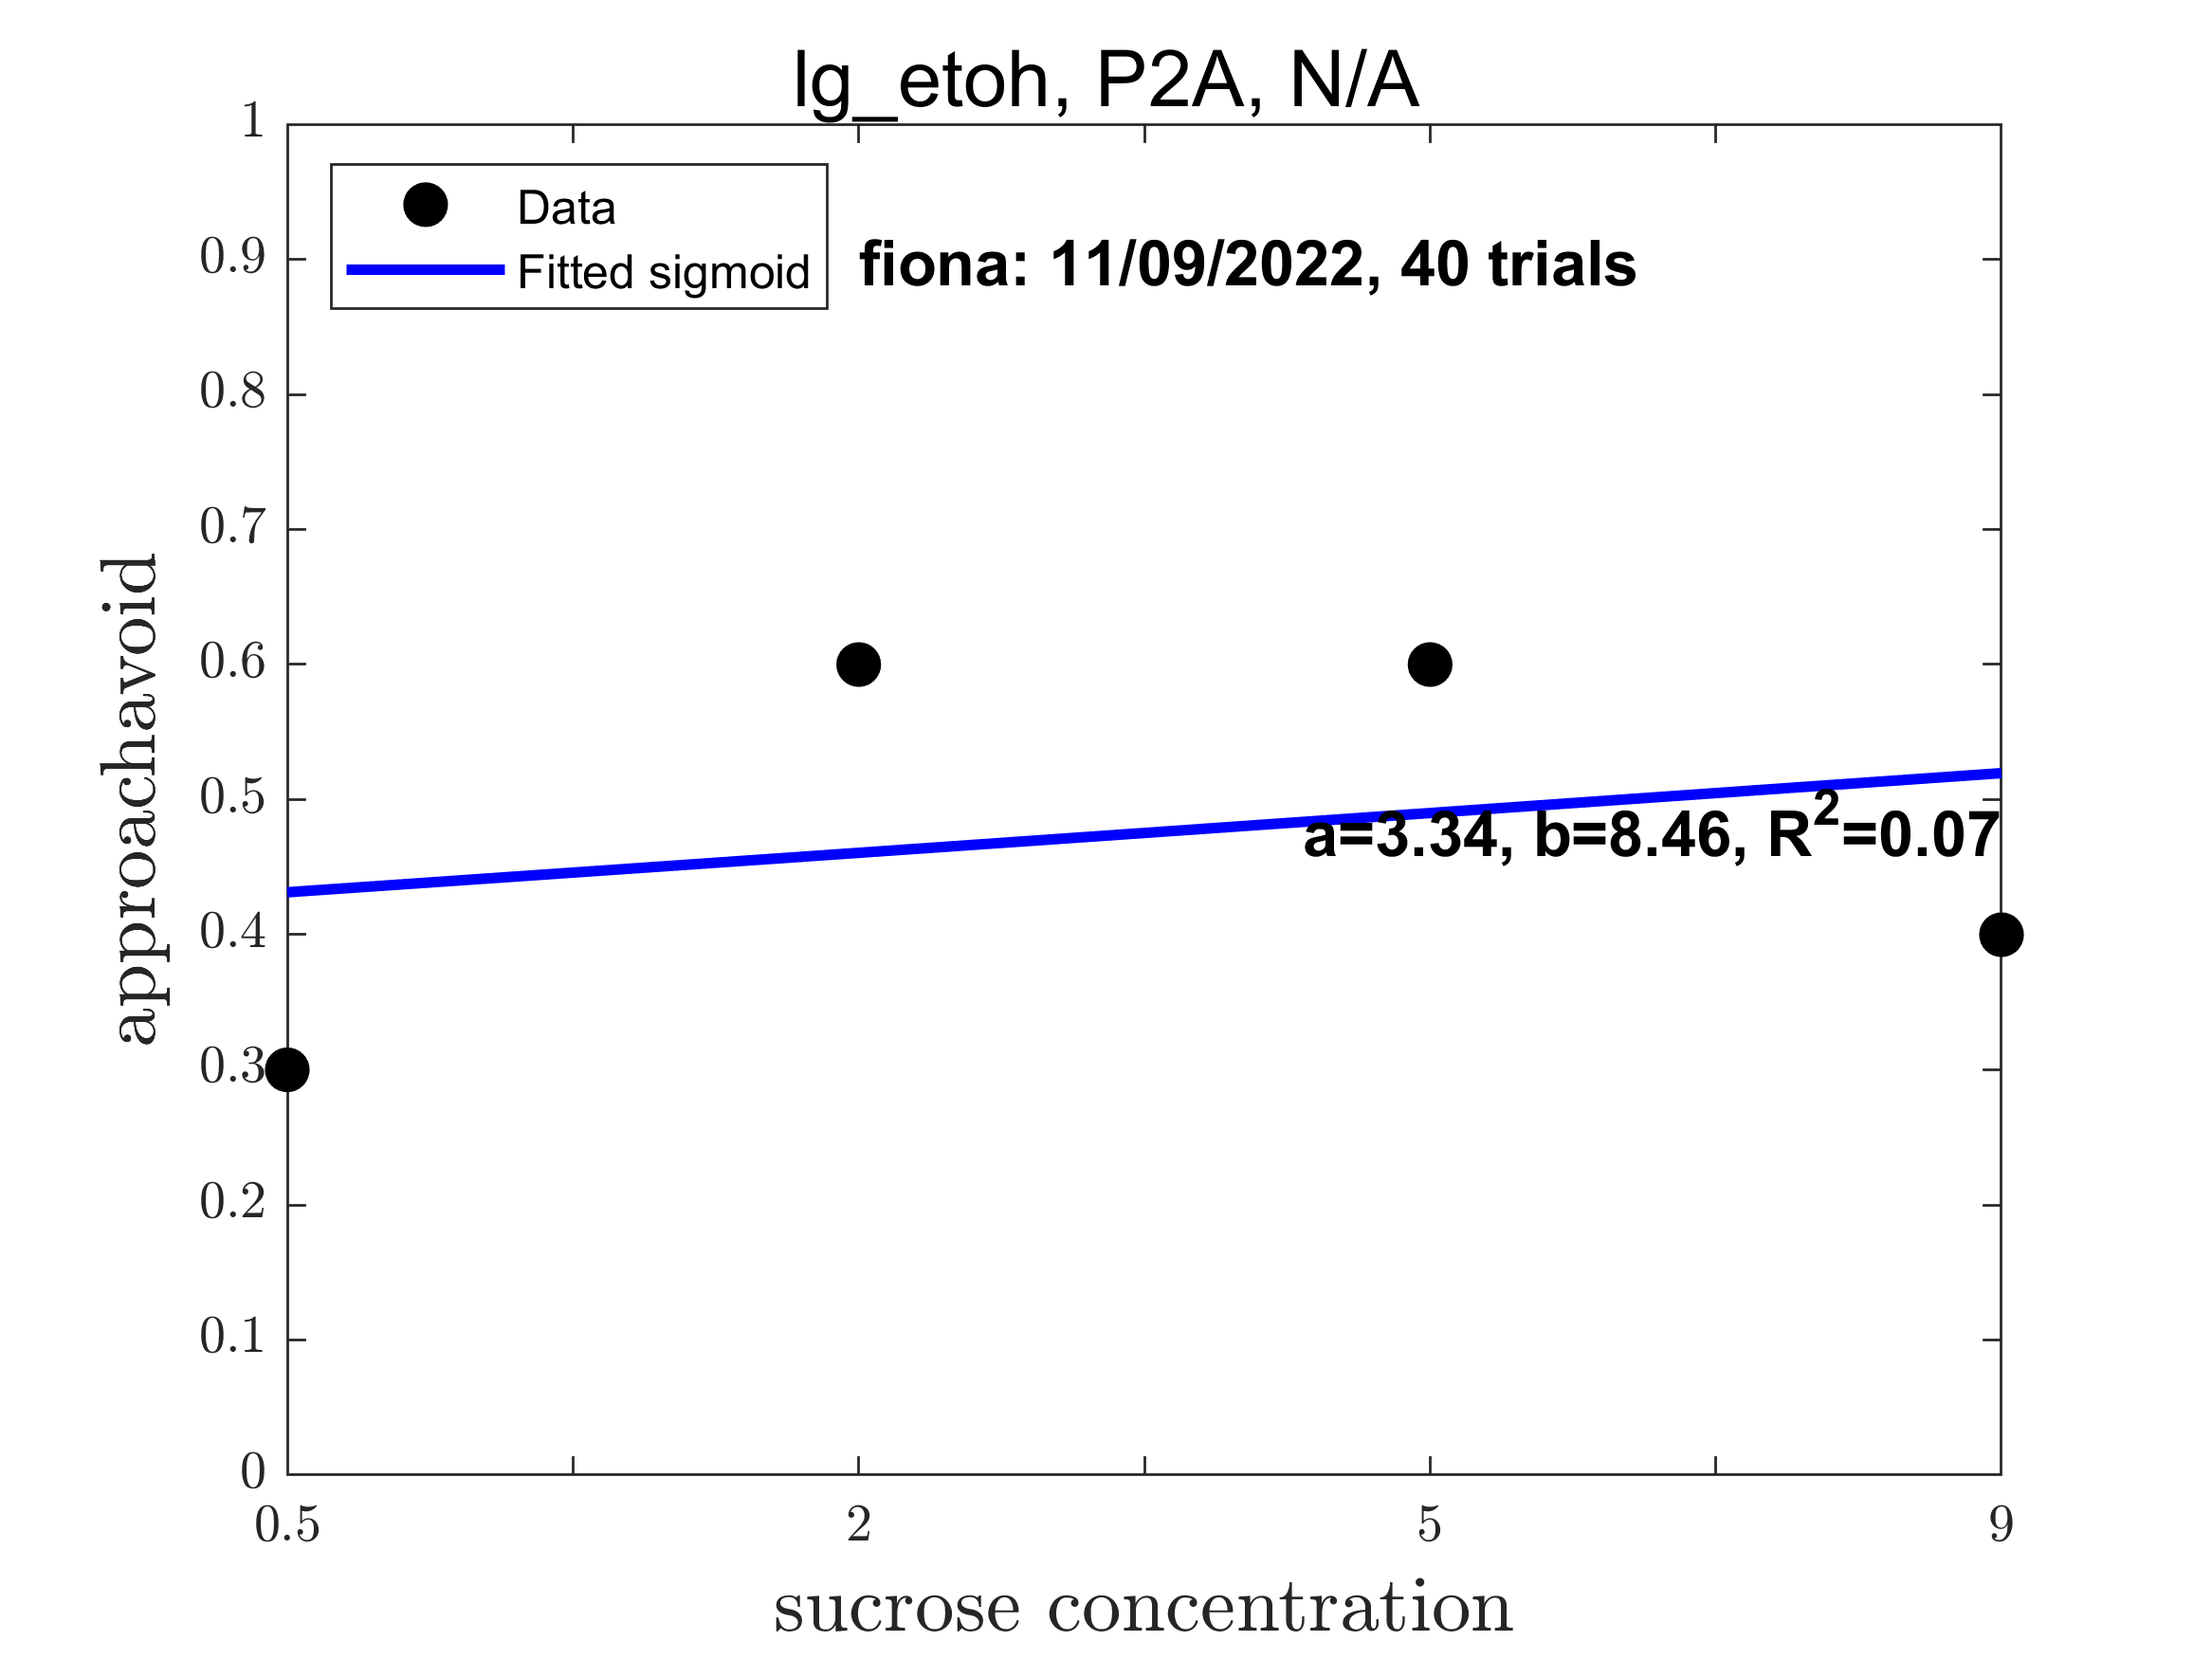 lg_etoh, P2A, N/A
1
0.9
0.8
0.7
0.6
0.5
0.4
0.3
0.2
0.1
0
approachavoid
Data
Fitted sigmoid
fiona: 11/09/2022, 40 trials
a=3.34, b=8.46, R²=0.07
0.5 2 5 9
sucrose concentration